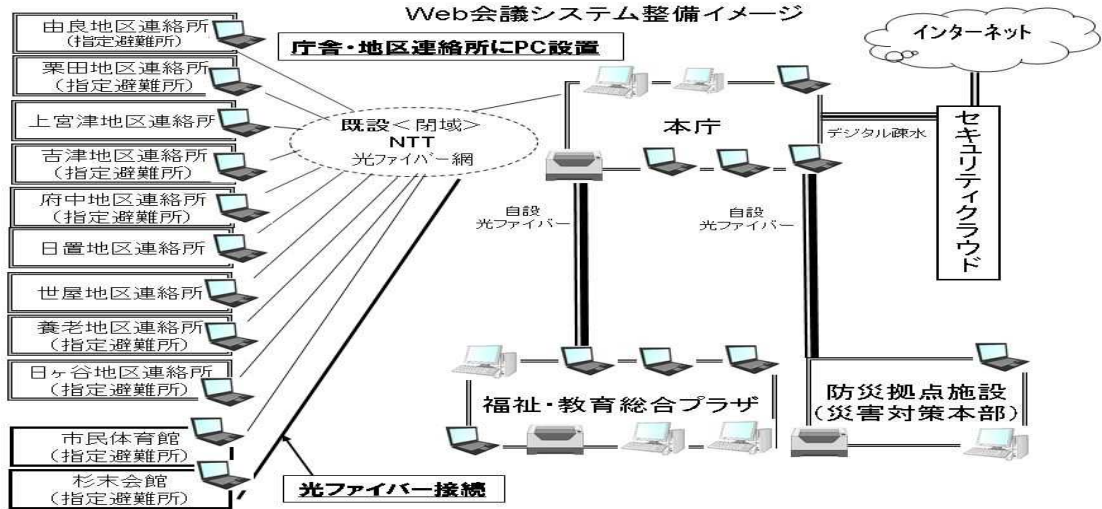 Web会議システム整備イメージ
由良地区連絡所
(指定避難所)
栗田地区連絡所
(指定避難所)
上宮津地区連絡所
吉津地区連絡所
(指定避難所)
府中地区連絡所
(指定避難所)
日置地区連絡所
世屋地区連絡所
養老地区連絡所
(指定避難所)
日ヶ谷地区連絡所
(指定避難所)
市民体育館
(指定避難所)
杉末会館
(指定避難所)
庁舎・地区連絡所にPC設置
既設<閉域>
NTT
光ファイバー網
光ファイバー接続
本庁
自設
光ファイバー
自設
光ファイバー
デジタル疎水
インターネット
セキュリティクラウド
福祉・教育総合プラザ
防災拠点施設
(災害対策本部)